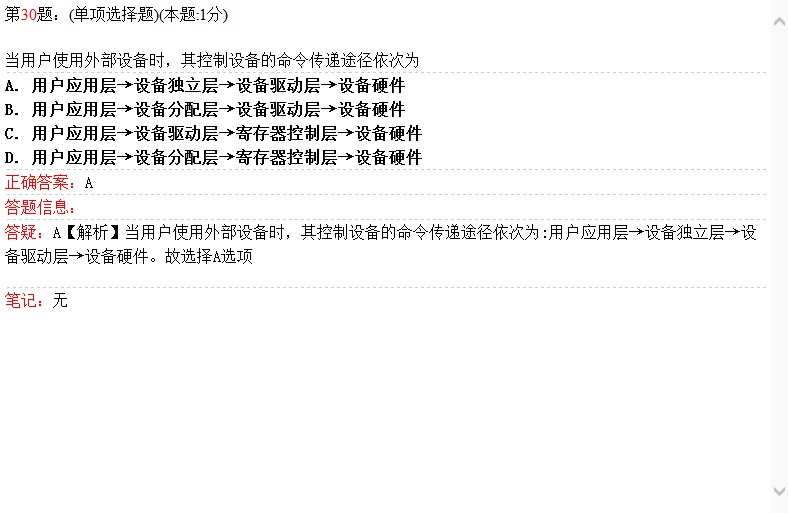 第30题：(单项选择题)(本题:1分)
当用户使用外部设备时，其控制设备的命令传递途径依次为
A. 用户应用层→设备独立层→设备驱动层→设备硬件
B. 用户应用层→设备分配层→设备驱动层→设备硬件
C. 用户应用层→设备驱动层→寄存器控制层→设备硬件
D. 用户应用层→设备分配层→寄存器控制层→设备硬件
正确答案：A
答题信息：
答疑：A【解析】当用户使用外部设备时，其控制设备的命令传递途径依次为:用户应用层→设备独立层→设
备驱动层→设备硬件。故选择A选项
笔记：无